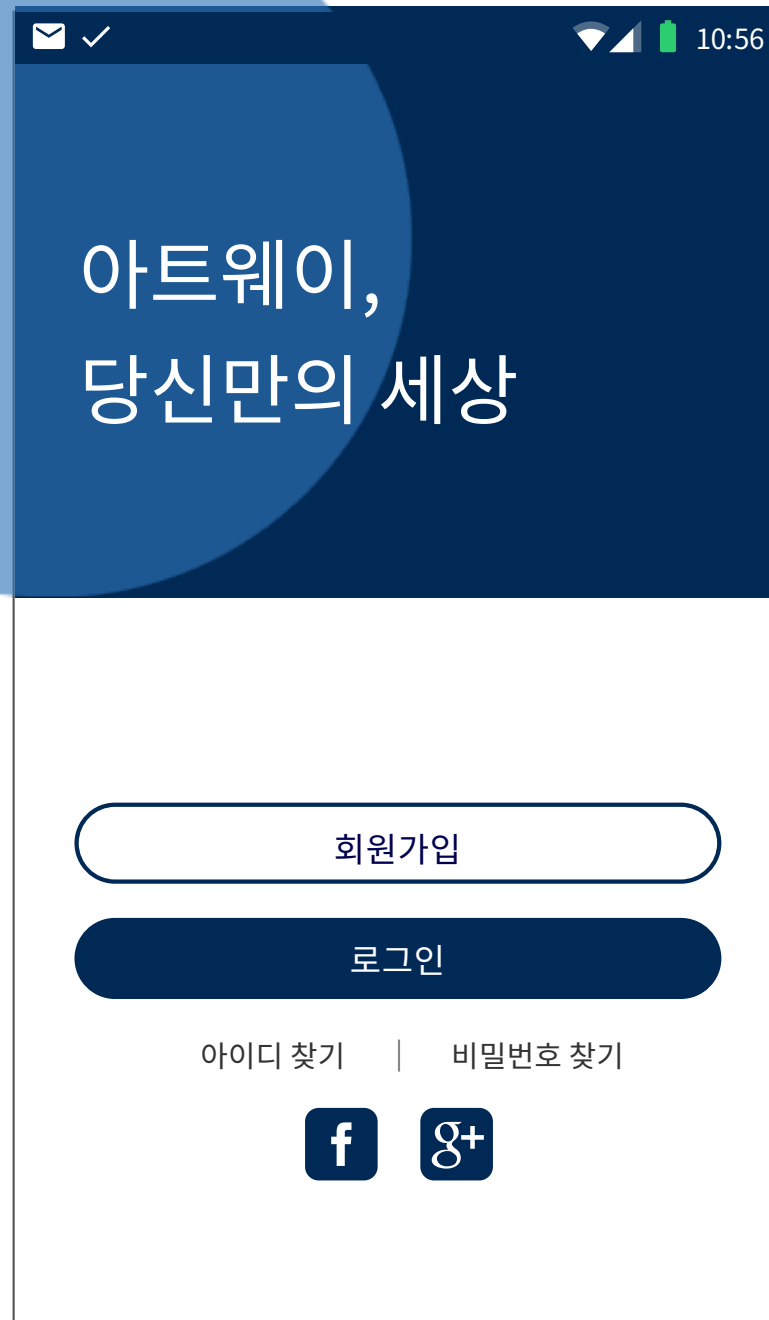 10:56
아트웨이,
당신만의 세상
회원가입
로그인
아이디 찾기 | 비밀번호 찾기
f g+